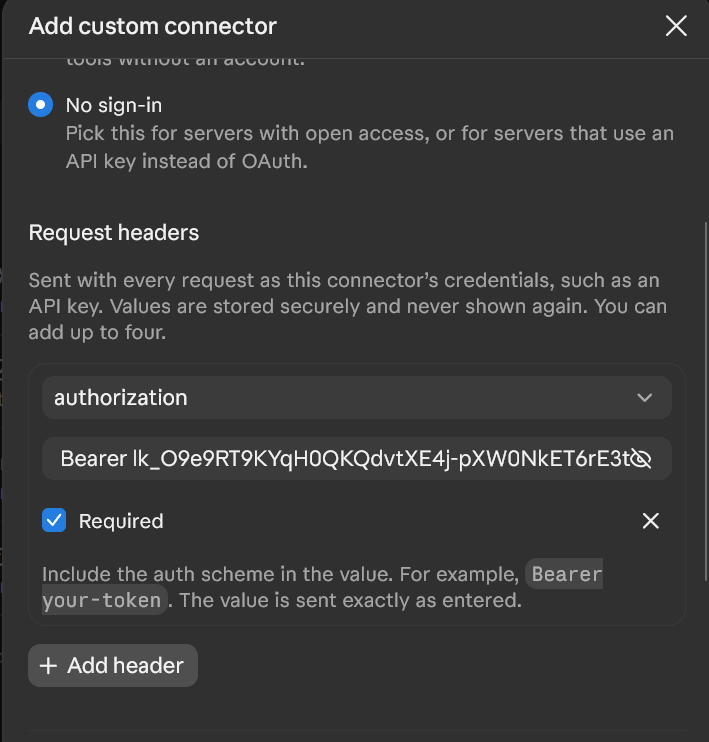 Add custom connector
tools without an account.
No sign-in
Pick this for servers with open access, or for servers that use an
API key instead of OAuth.
Request headers
Sent with every request as this connector's credentials, such as an
API key. Values are stored securely and never shown again. You can
add up to four.
authorization
Bearer lk_O9e9RT9KYqH0QKQdvtXE4j-pXW0NkET6rE3t
Required
Include the auth scheme in the value. For example, Bearer
your-token. The value is sent exactly as entered.
+ Add header